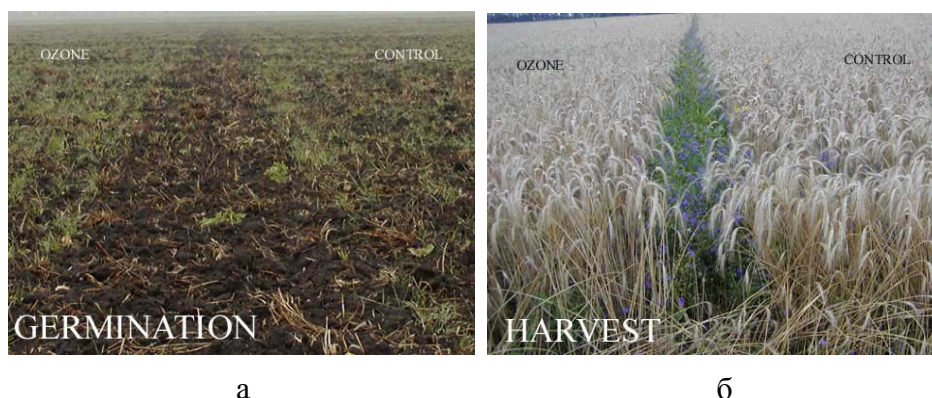 OZONE
CONTROL
GERMINATION
OZONE
CONTROL
HARVEST
а
б